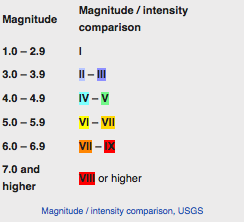 Magnitude
Magnitude / intensity
comparison
1.0 – 2.9 I
3.0 – 3.9 II – III
4.0 – 4.9 IV – V
5.0 – 5.9 VI – VII
6.0 – 6.9 VII – IX
7.0 and
higher
VIII or higher
Magnitude / intensity comparison, USGS